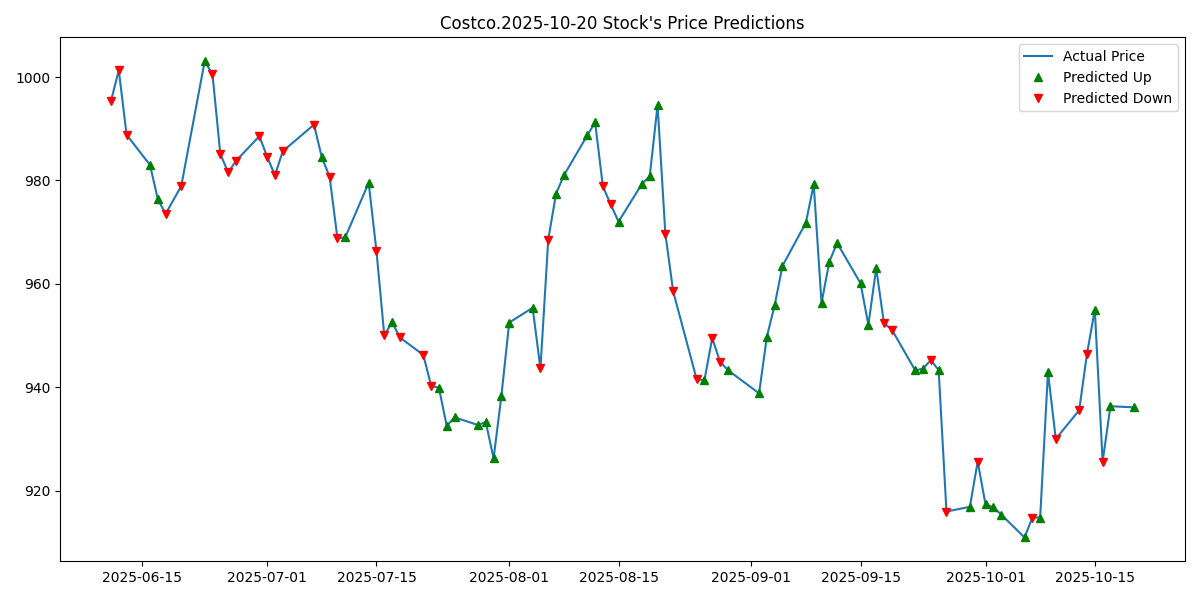 Costco.2025-10-20 Stock's Price Predictions
Actual Price
Predicted Up
Predicted Down
1000
980
960
940
920
2025-06-15 2025-07-01 2025-07-15 2025-08-01 2025-08-15 2025-09-01 2025-09-15 2025-10-01 2025-10-15